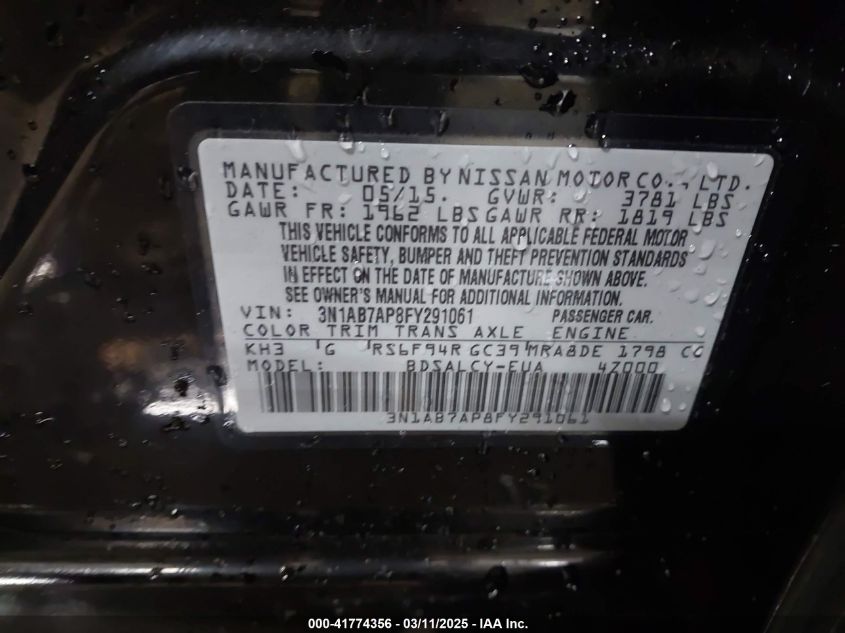 MANUFACTURED BY NISSAN MOTOR CO., LTD.
DATE: 05/15. GVWR: 3781 LBS
GAWR FR: 1962 LBS GAWR RR: 1819 LBS
THIS VEHICLE CONFORMS TO ALL APPLICABLE FEDERAL MOTOR
VEHICLE SAFETY, BUMPER AND THEFT PREVENTION STANDARDS
IN EFFECT ON THE DATE OF MANUFACTURE SHOWN ABOVE.
SEE OWNER'S MANUAL FOR ADDITIONAL INFORMATION.
VIN: 3N1AB7AP8FY291061 PASSENGER CAR.
COLOR TRIM TRANS AXLE ENGINE
KH3 G RS6F94R GC39 MRA8DE 1798 CC
MODEL: BDSALCY-EUA 4Z000
3N1AB7AP8FY291061
000-41774356 - 03/11/2025 - IAA Inc.